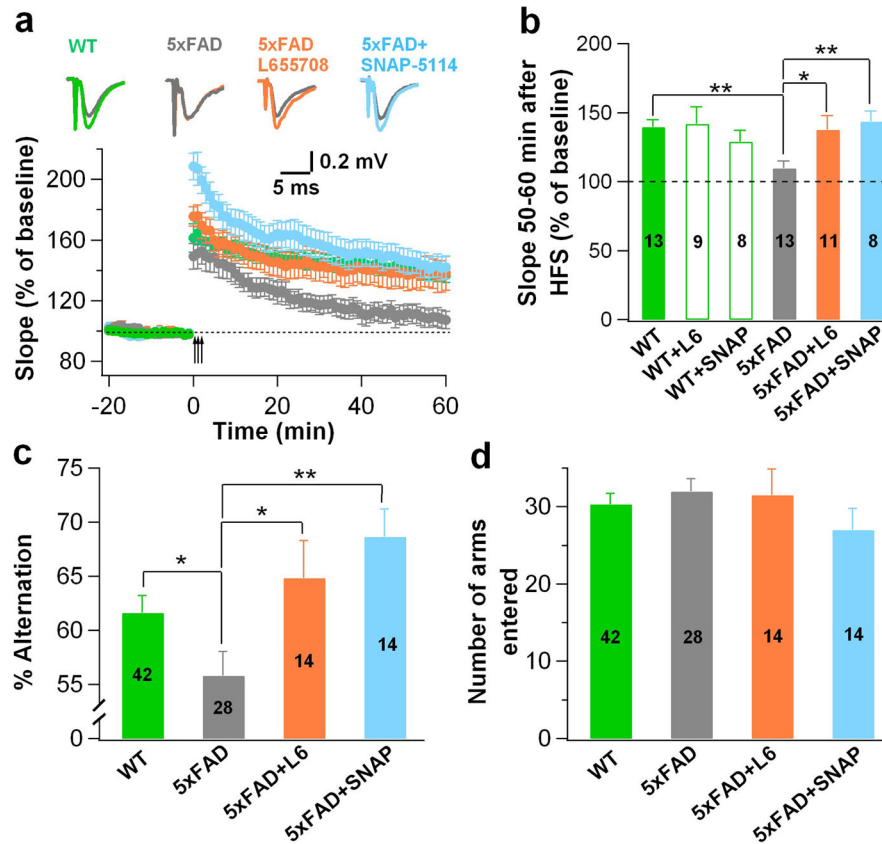 a
WT
5xFAD
5xFAD
L655708
5xFAD+
SNAP-5114
0.2 mV
5 ms
Slope (% of baseline)
200
160
120
80
-20
0
20
40
60
Time (min)
b
Slope 50-60 min after
HFS (% of baseline)
200
150
100
50
0
**
**
*
13
9
8
13
11
8
WT
WT+L6
WT+SNAP
5xFAD
5xFAD+L6
5xFAD+SNAP
c
% Alternation
75
70
65
60
55
0
**
*
*
42
28
14
14
WT
5xFAD
5xFAD+L6
5xFAD+SNAP
d
Number of arms
entered
30
20
10
0
42
28
14
14
WT
5xFAD
5xFAD+L6
5xFAD+SNAP